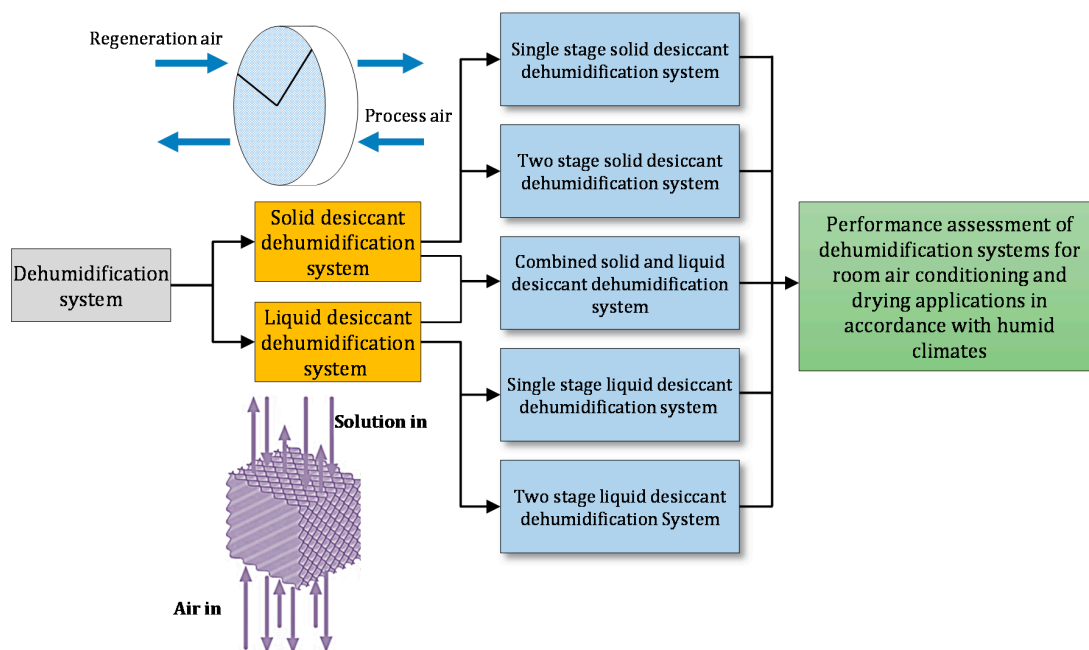 Regeneration air
Process air
Single stage solid desiccant
dehumidification system
Two stage solid desiccant
dehumidification system
Solid desiccant
dehumidification
system
Dehumidification
system
Liquid desiccant
dehumidification
system
Combined solid and liquid
desiccant dehumidification
system
Performance assessment of
dehumidification systems for
room air conditioning and
drying applications in
accordance with humid
climates
Single stage liquid desiccant
dehumidification system
Solution in
Two stage liquid desiccant
dehumidification System
Air in